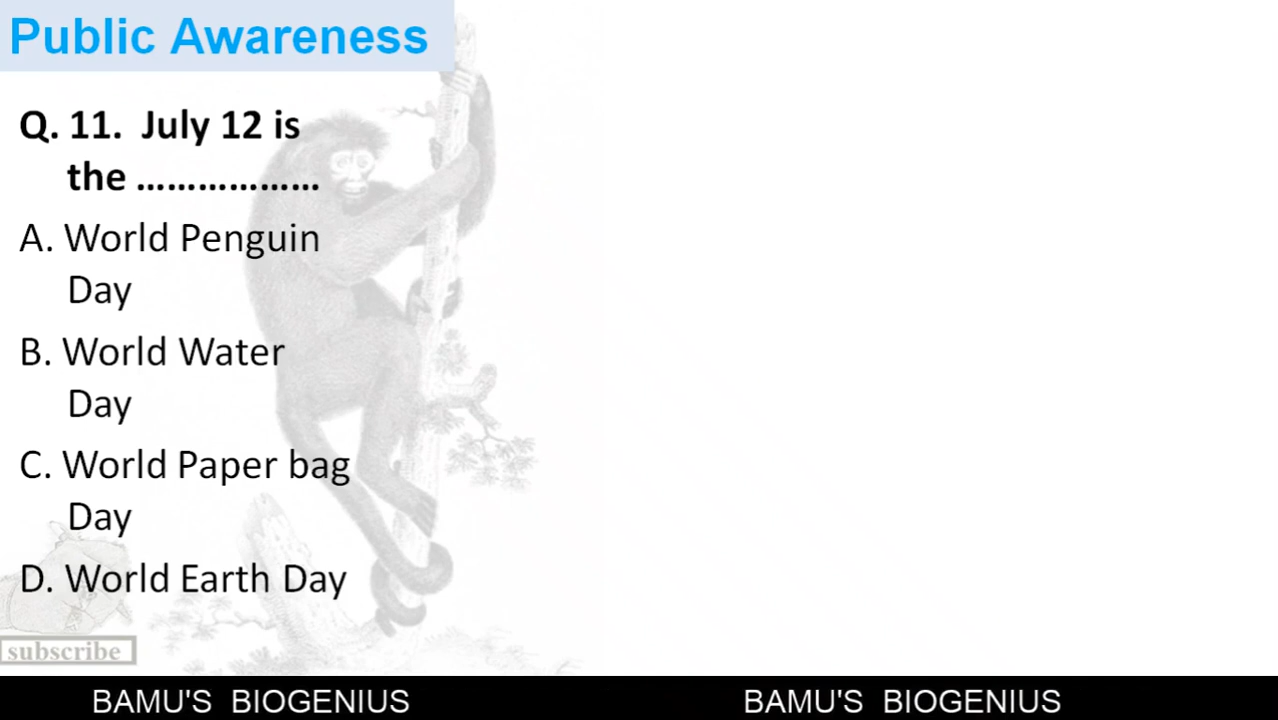 Public Awareness
Q. 11. July 12 is
the ………………
A. World Penguin
Day
B. World Water
Day
C. World Paper bag
Day
D. World Earth Day
subscribe
BAMU'S BIOGENIUS BAMU'S BIOGENIUS